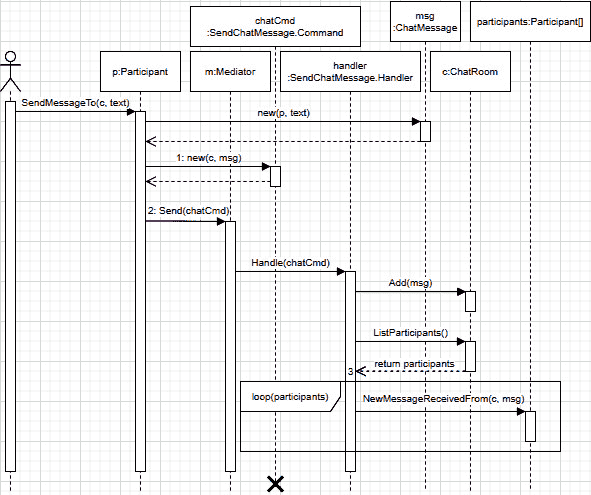 chatCmd
:SendChatMessage.Command
msg
:ChatMessage
participants:Participant[]
p:Participant
m:Mediator
handler
:SendChatMessage.Handler
c:ChatRoom
SendMessageTo(c, text)
new(p, text)
1: new(c, msg)
2: Send(chatCmd)
Handle(chatCmd)
Add(msg)
ListParticipants()
return participants
3
loop(participants)
NewMessageReceivedFrom(c, msg)